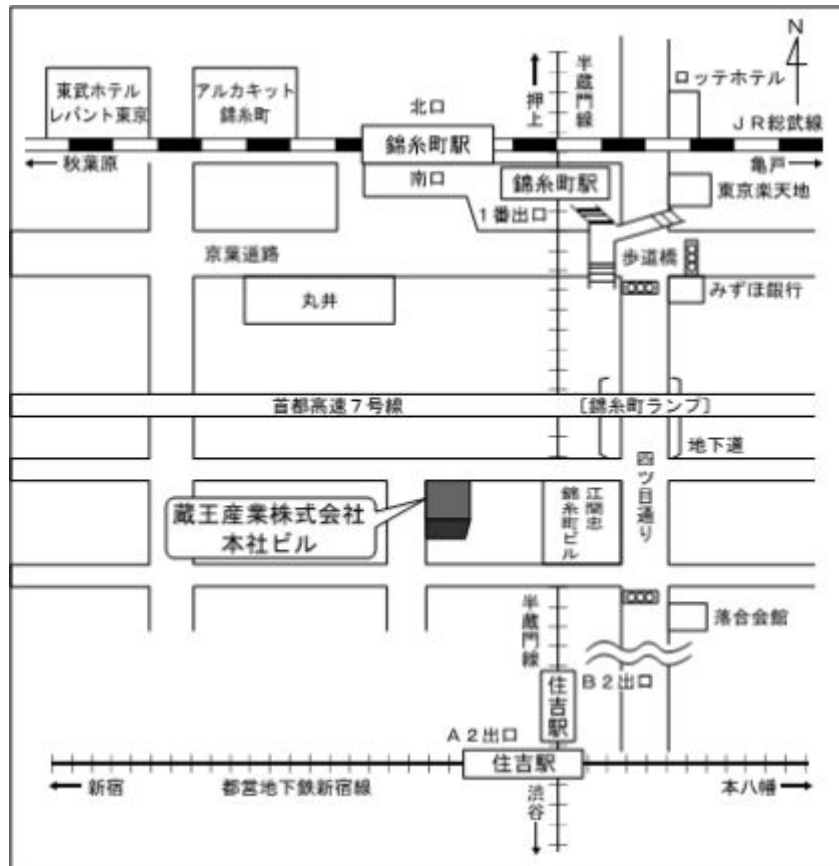 N
東武ホテル
レバント東京
アルカキット
錦糸町
北口
押上
半蔵門線
ロッテホテル
JR総武線
秋葉原
錦糸町駅
亀戸
南口
錦糸町駅
東京楽天地
1番出口
京葉道路
歩道橋
丸井
みずほ銀行
首都高速7号線
[錦糸町ランプ]
地下道
四ツ目通り
蔵王産業株式会社
本社ビル
江間忠
錦糸町ビル
半蔵門線
落合会館
B2出口
住吉駅
A2出口
住吉駅
新宿
都営地下鉄新宿線
渋谷
本八幡